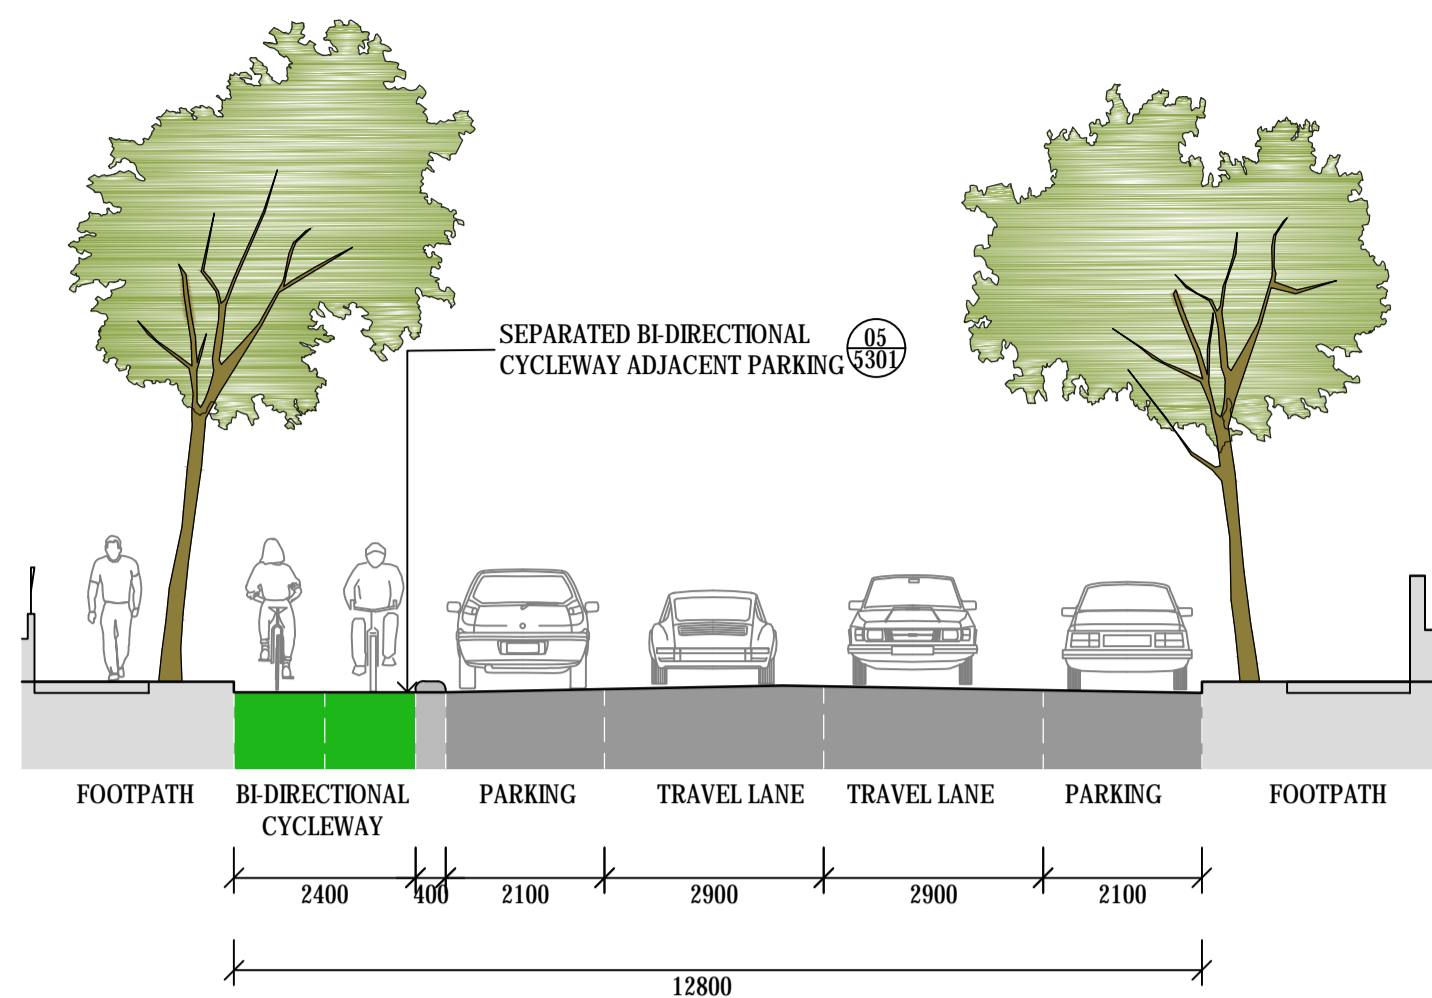 SEPARATED BI-DIRECTIONAL
CYCLEWAY ADJACENT PARKING
05
5301
FOOTPATH
BI-DIRECTIONAL
CYCLEWAY
PARKING
TRAVEL LANE
TRAVEL LANE
PARKING
FOOTPATH
2400
400
2100
2900
2900
2100
12800